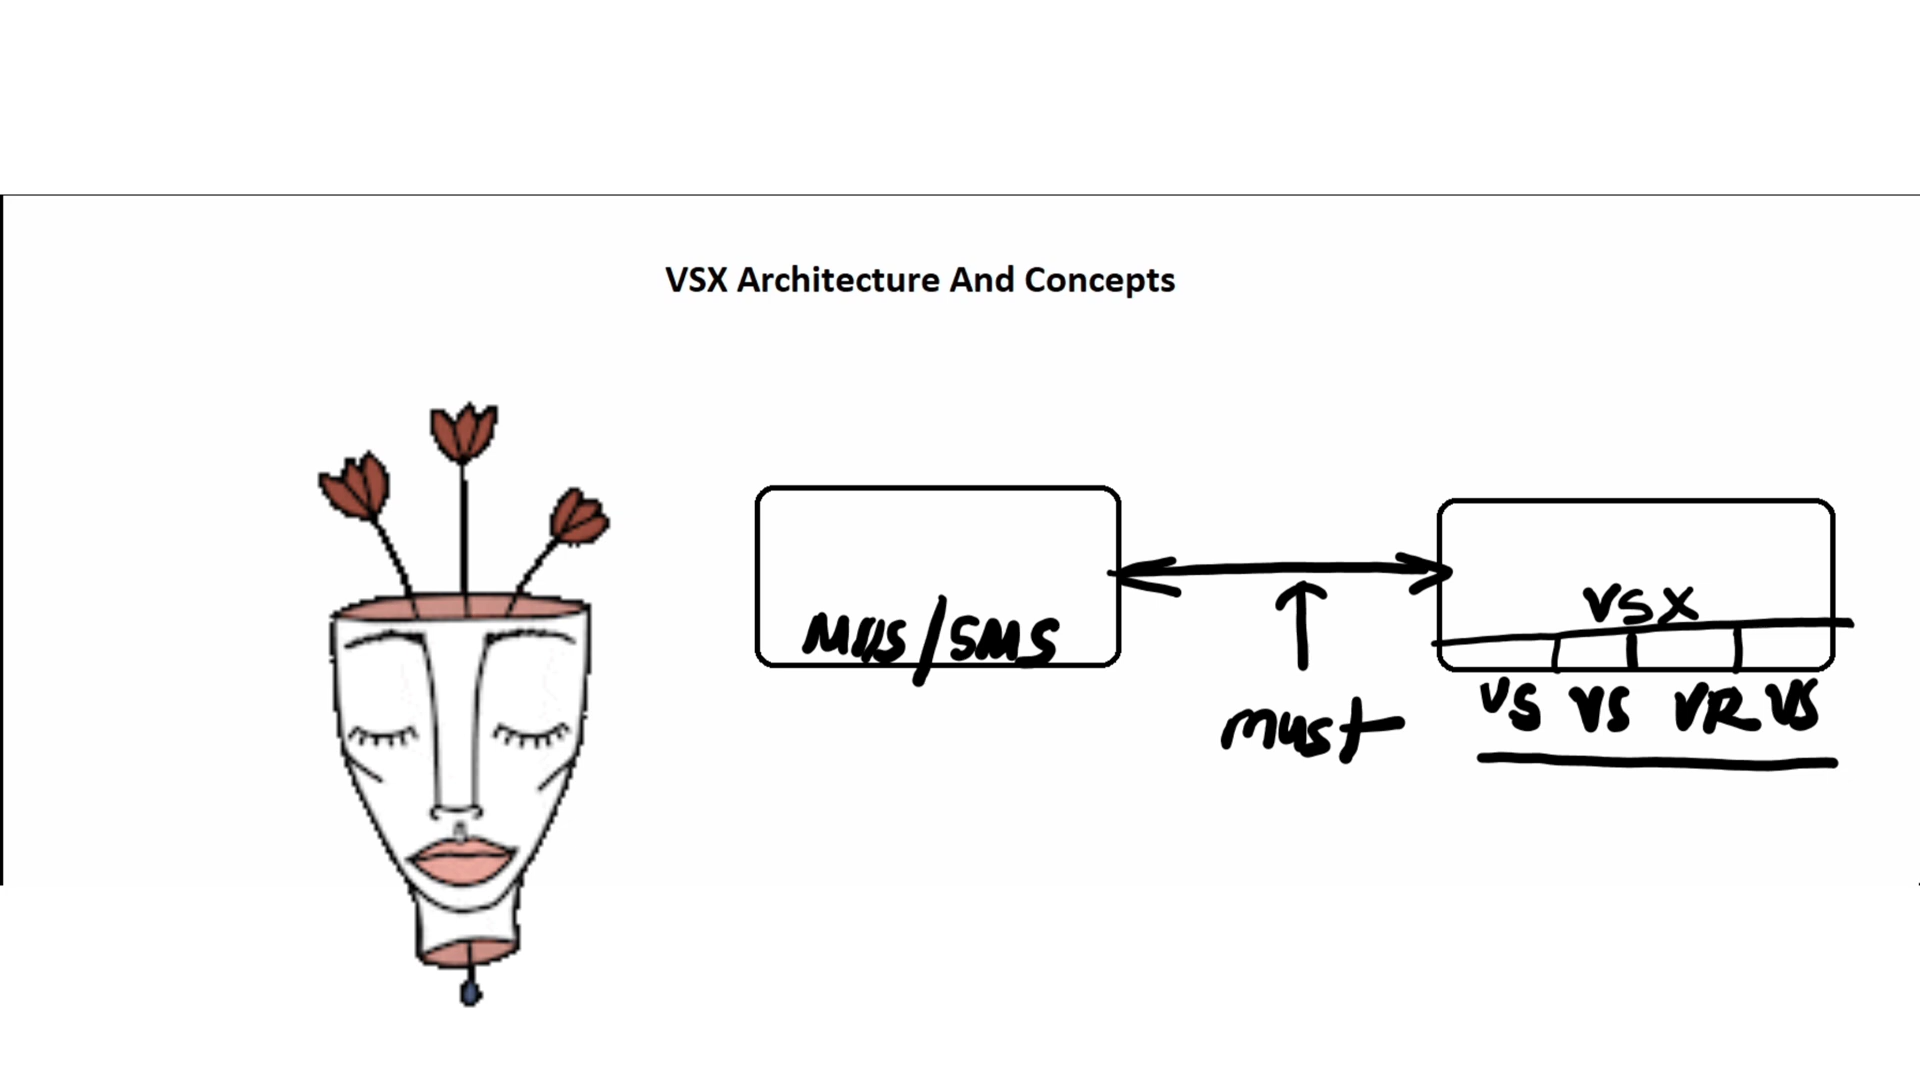 VSX Architecture And Concepts
VSX
MDS/SMS
must
VS VS VR VS